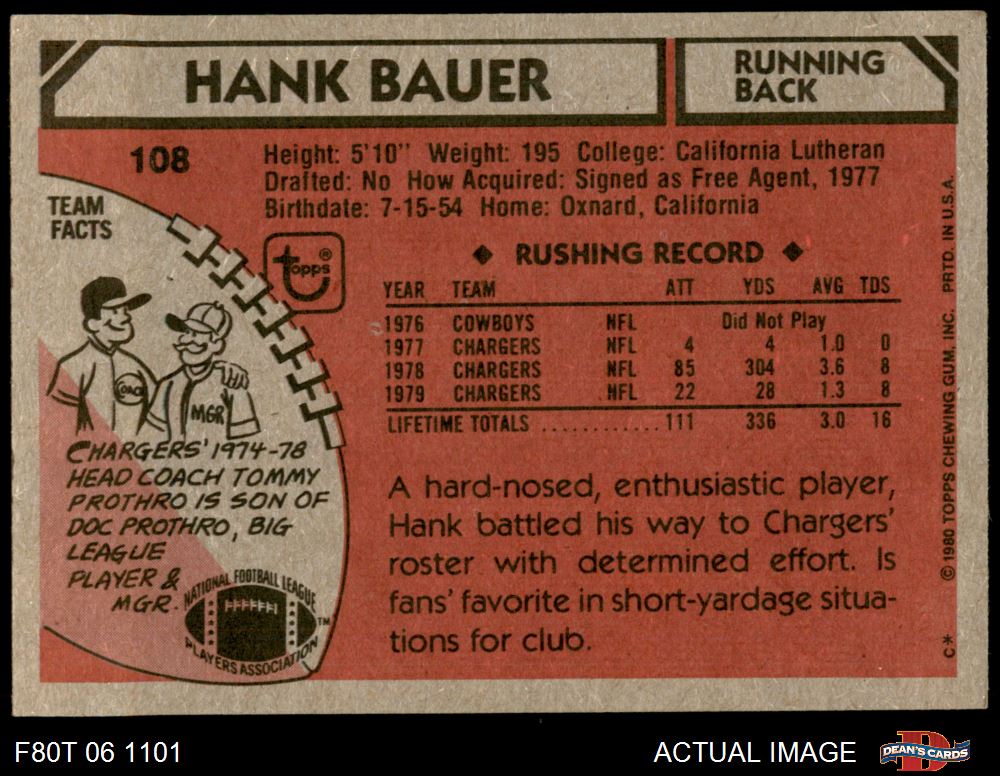 HANK BAUER
RUNNING
BACK
108
Height: 5'10" Weight: 195 College: California Lutheran
Drafted: No How Acquired: Signed as Free Agent, 1977
Birthdate: 7-15-54 Home: Oxnard, California
TEAM
FACTS
topps®
COACH
MGR
CHARGERS' 1974-78
HEAD COACH TOMMY
PROTHRO IS SON OF
DOC PROTHRO, BIG
LEAGUE
PLAYER &
MGR.
NATIONAL FOOTBALL LEAGUE
PLAYERS ASSOCIATION
TM
◆ RUSHING RECORD ◆
YEAR TEAM ATT YDS AVG TDS
1976 COWBOYS NFL Did Not Play
1977 CHARGERS NFL 4 4 1.0 0
1978 CHARGERS NFL 85 304 3.6 8
1979 CHARGERS NFL 22 28 1.3 8
LIFETIME TOTALS ............ 111 336 3.0 16
A hard-nosed, enthusiastic player,
Hank battled his way to Chargers'
roster with determined effort. Is
fans' favorite in short-yardage situa-
tions for club.
© 1980 TOPPS CHEWING GUM, INC. PRTD. IN U.S.A.
C*
F80T 06 1101
ACTUAL IMAGE
D
DEAN'S CARDS